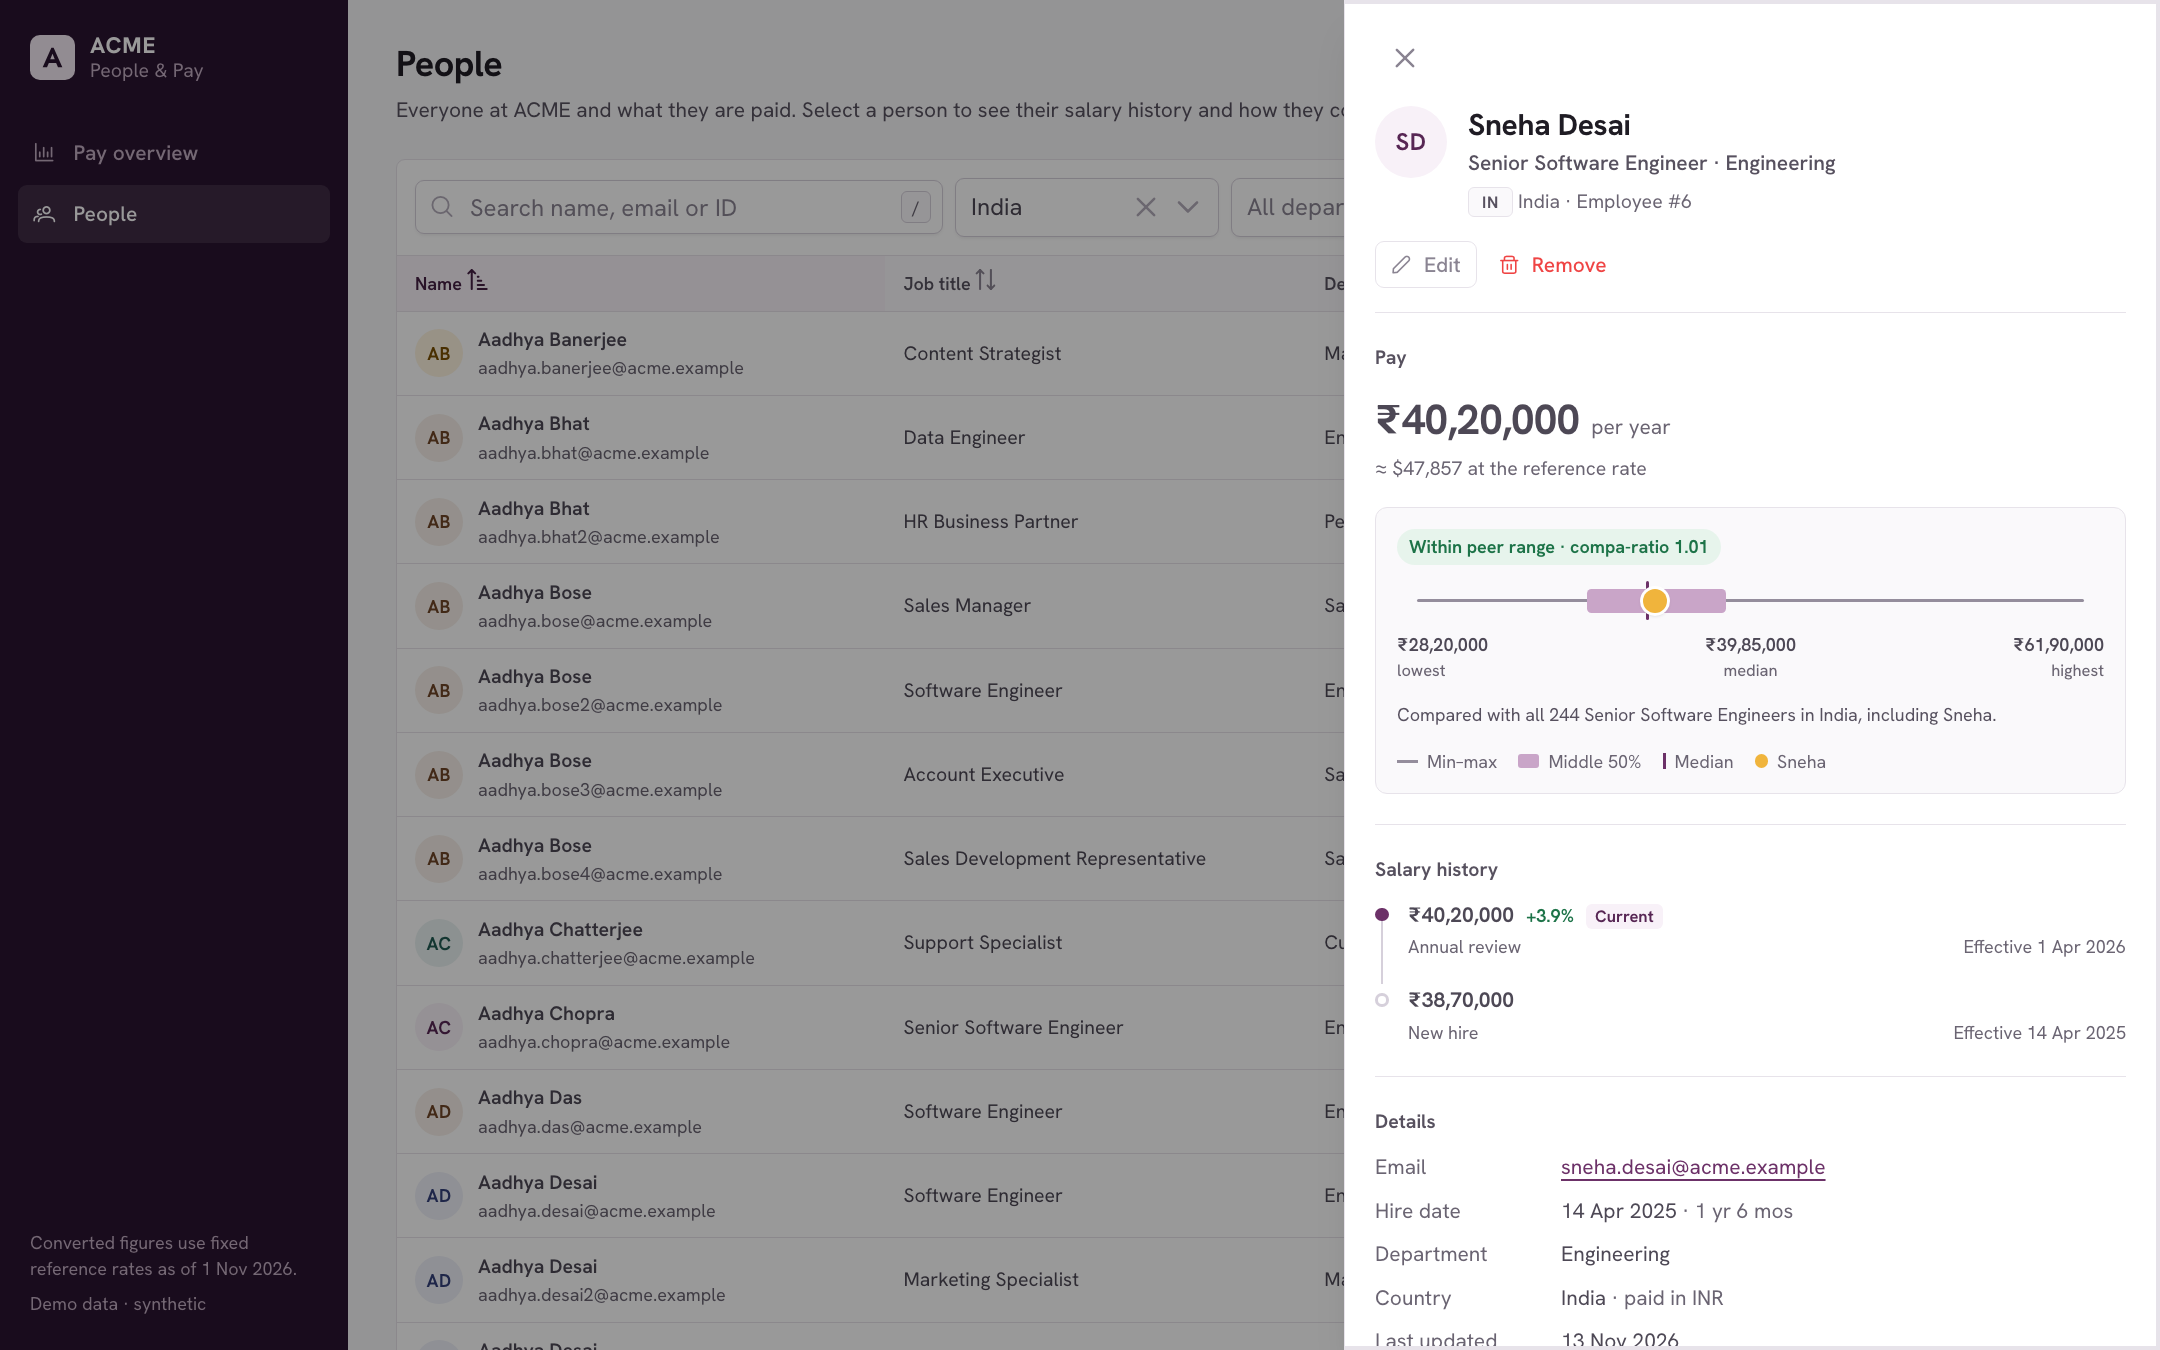 A
ACME
People & Pay
Pay overview
People
Converted figures use fixed
reference rates as of 1 Nov 2026.
Demo data · synthetic
People
Everyone at ACME and what they are paid. Select a person to see their salary history and how they
Search name, email or ID
/
India
All
Name
Job title
AB
Aadhya Banerjee
aadhya.banerjee@acme.example
Content Strategist
AB
Aadhya Bhat
aadhya.bhat@acme.example
Data Engineer
AB
Aadhya Bhat
aadhya.bhat2@acme.example
HR Business Partner
AB
Aadhya Bose
aadhya.bose@acme.example
Sales Manager
AB
Aadhya Bose
aadhya.bose2@acme.example
Software Engineer
AB
Aadhya Bose
aadhya.bose3@acme.example
Account Executive
AB
Aadhya Bose
aadhya.bose4@acme.example
Sales Development Representative
AC
Aadhya Chatterjee
aadhya.chatterjee@acme.example
Support Specialist
AC
Aadhya Chopra
aadhya.chopra@acme.example
Senior Software Engineer
AD
Aadhya Das
aadhya.das@acme.example
Software Engineer
AD
Aadhya Desai
aadhya.desai@acme.example
Software Engineer
AD
Aadhya Desai
aadhya.desai2@acme.example
Marketing Specialist
Aadhya Desai
SD
Sneha Desai
Senior Software Engineer · Engineering
IN India · Employee #6
Edit
Remove
Pay
₹40,20,000 per year
≈ $47,857 at the reference rate
Within peer range · compa-ratio 1.01
₹28,20,000 ₹39,85,000 ₹61,90,000
lowest median highest
Compared with all 244 Senior Software Engineers in India, including Sneha.
Min–max Middle 50% Median Sneha
Salary history
₹40,20,000 +3.9% Current
Annual review Effective 1 Apr 2026
₹38,70,000
New hire Effective 14 Apr 2025
Details
Email sneha.desai@acme.example
Hire date 14 Apr 2025 · 1 yr 6 mos
Department Engineering
Country India · paid in INR
Last updated 13 Nov 2026